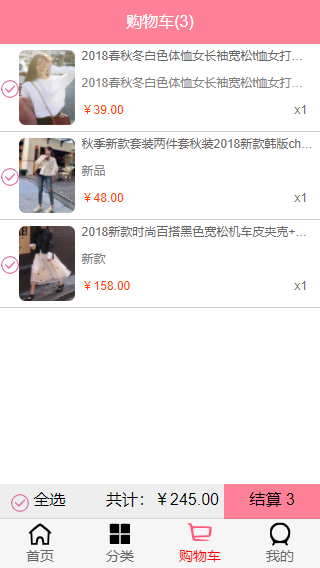 购物车(3)
2018春秋冬白色体恤女长袖宽松t恤女打…
2018春秋冬白色体恤女长袖宽松t恤女打…
￥39.00 x1
秋季新款套装两件套秋装2018新款韩版ch…
新品
￥48.00 x1
2018新款时尚百搭黑色宽松机车皮夹克+…
新款
￥158.00 x1
全选 共计：￥245.00 结算 3
首页 分类 购物车 我的